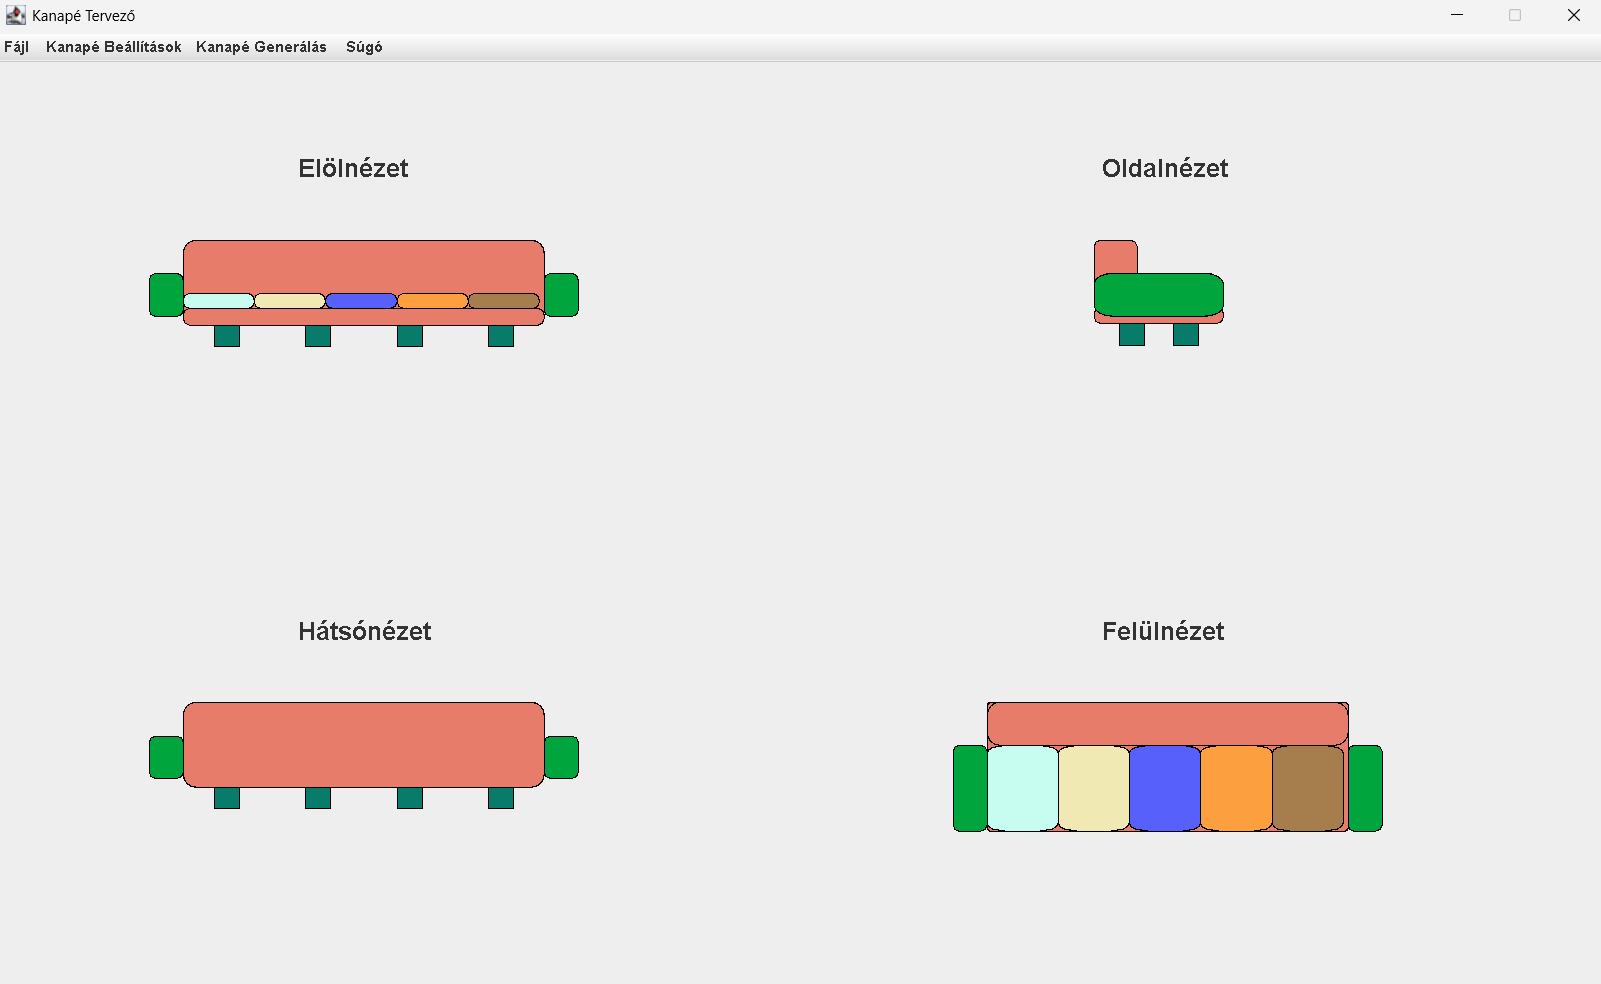 Kanapé Tervező
Fájl Kanapé Beállítások Kanapé Generálás Súgó
Elölnézet
Oldalnézet
Hátsónézet
Felülnézet